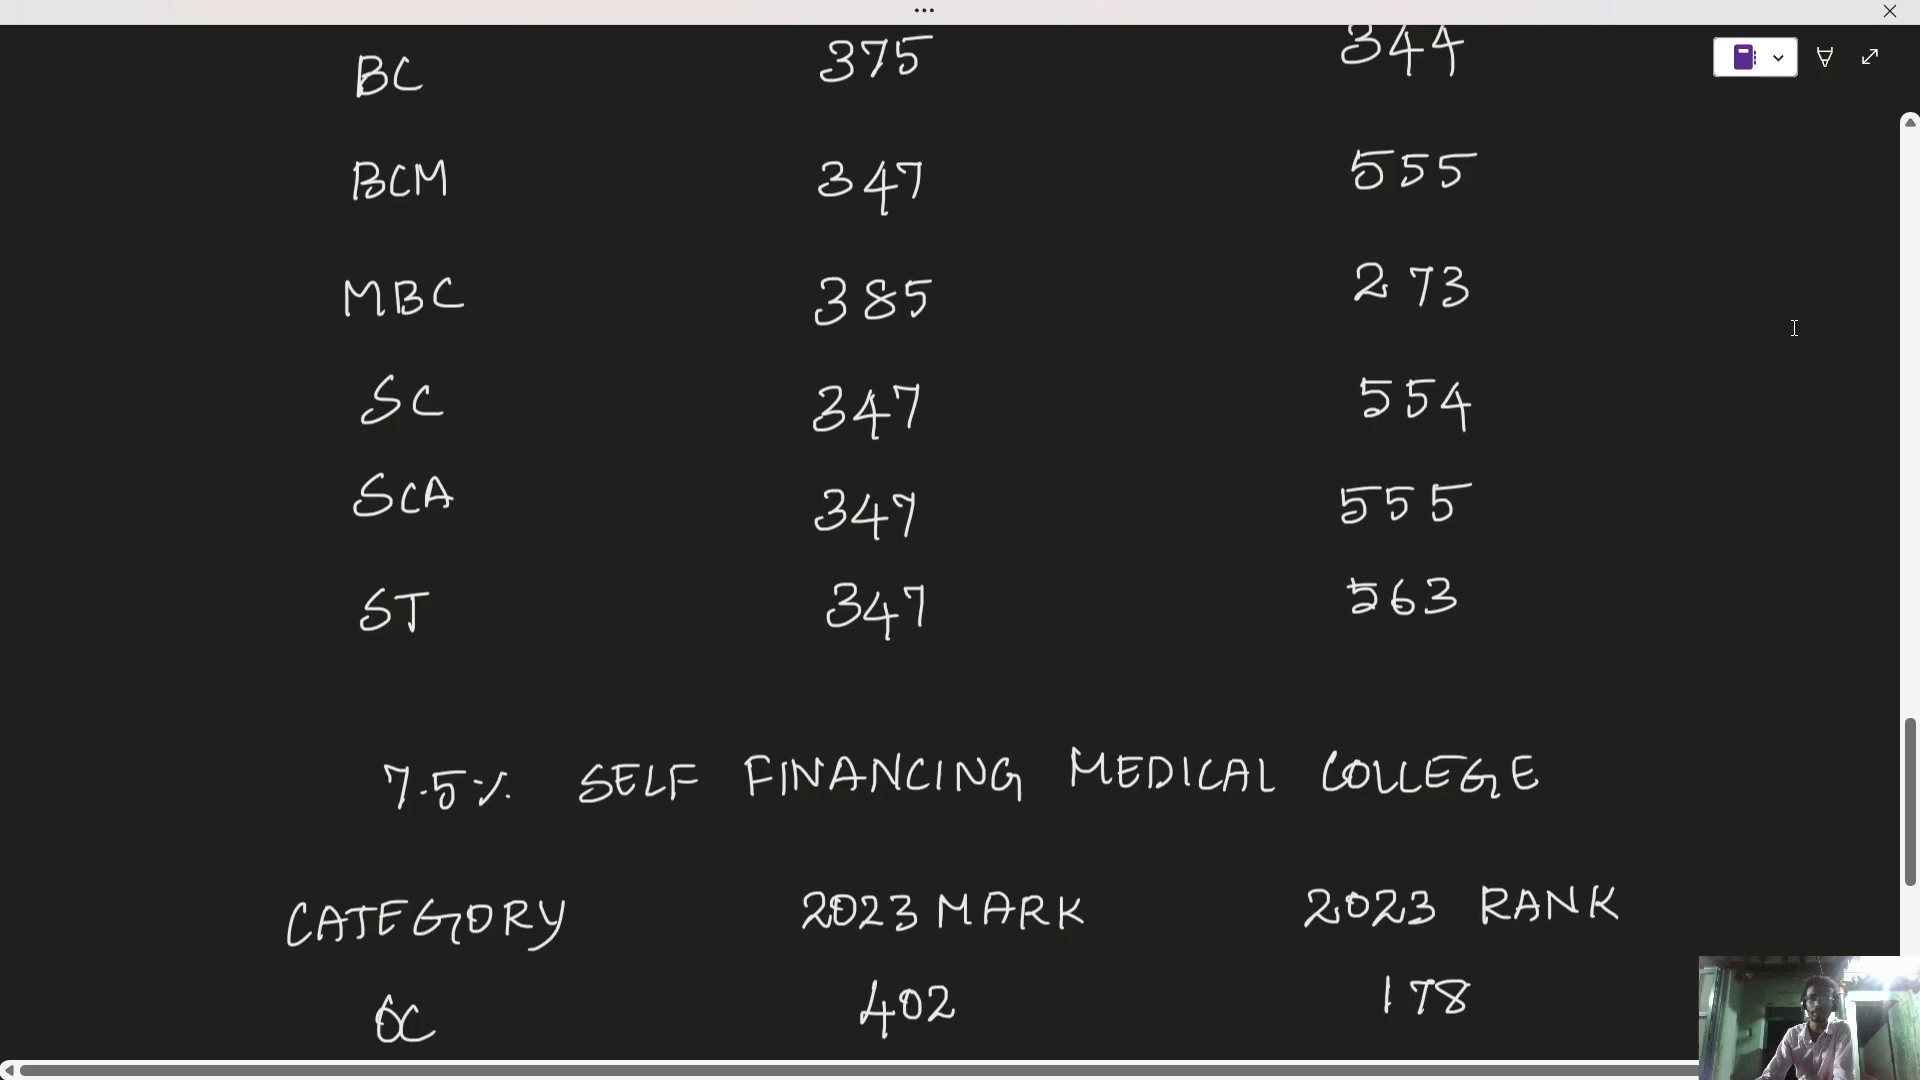 BC 375 344
BCM 347 555
MBC 385 273
SC 347 554
SCA 347 555
ST 347 563
7.5% SELF FINANCING MEDICAL COLLEGE
CATEGORY 2023 MARK 2023 RANK
OC 402 178